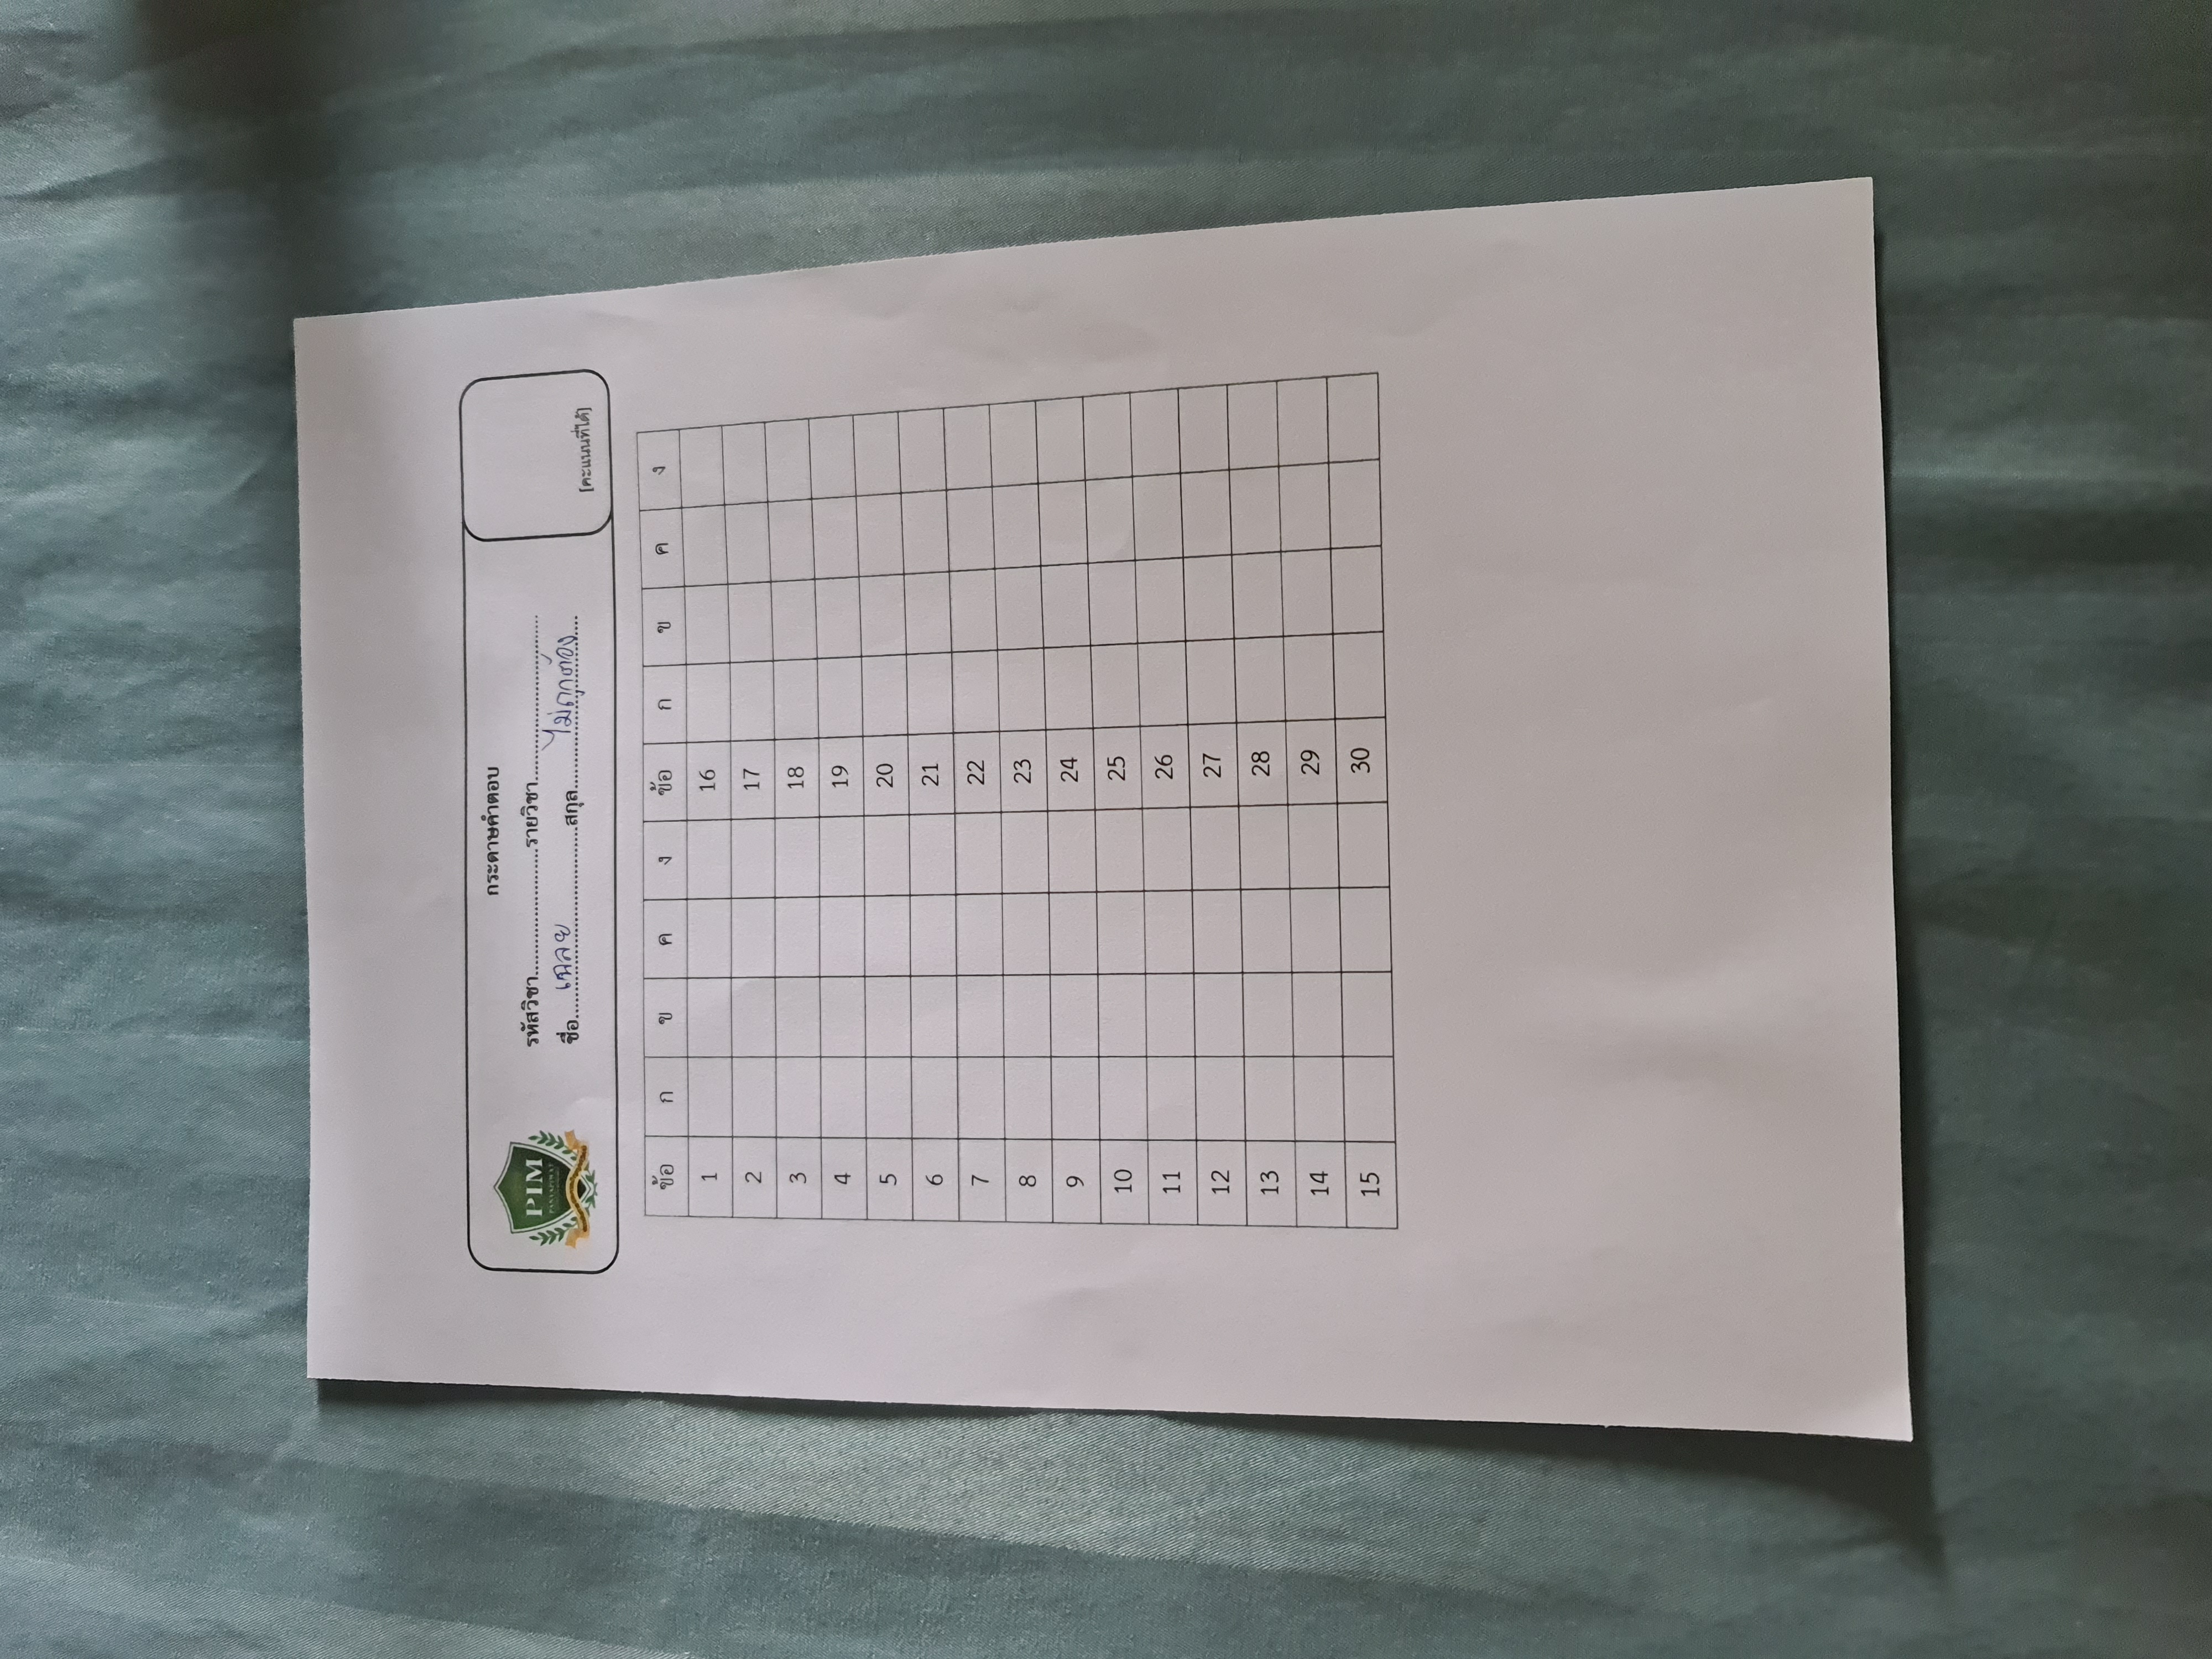 กระดาษคำตอบ
PIM
PANYAPIWAT
รหัสวิชา........................รายวิชา................................
ชื่อ....เฉลย....สกุล....ไม่ถูกต้อง....
[คะแนนที่ได้]
ข้อ ก ข ค ง ข้อ ก ข ค ง
1 16
2 17
3 18
4 19
5 20
6 21
7 22
8 23
9 24
10 25
11 26
12 27
13 28
14 29
15 30